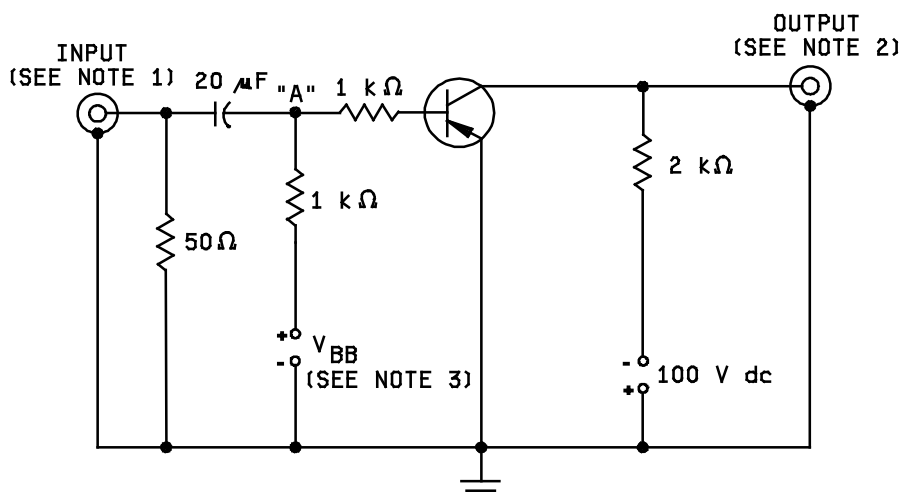 INPUT
(SEE NOTE 1)
OUTPUT
(SEE NOTE 2)
20 µF
"A"
1 kΩ
1 kΩ
2 kΩ
50Ω
+
-
VBB
(SEE NOTE 3)
-
+
100 V dc